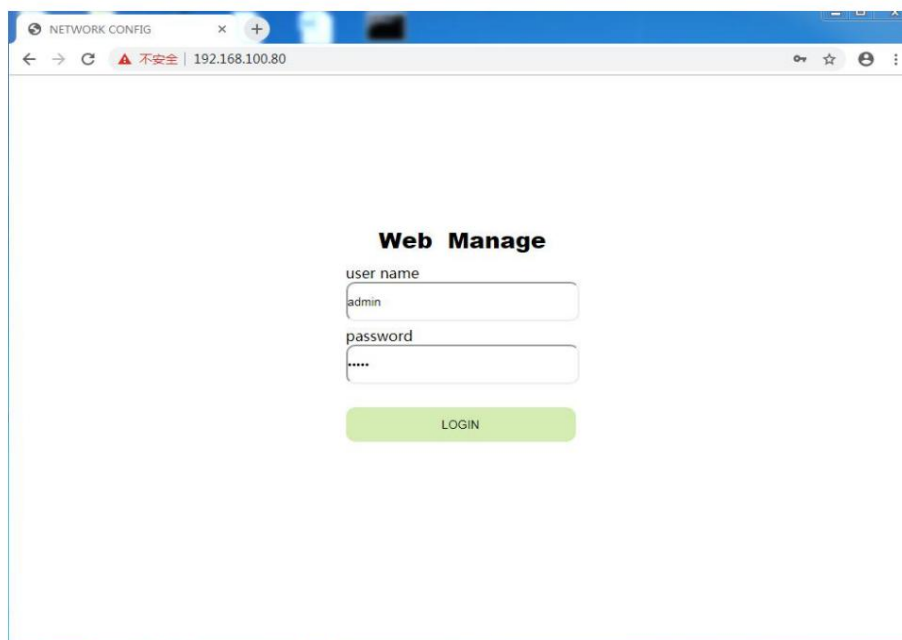 NETWORK CONFIG
不安全 | 192.168.100.80
Web Manage
user name
admin
password
•••••
LOGIN